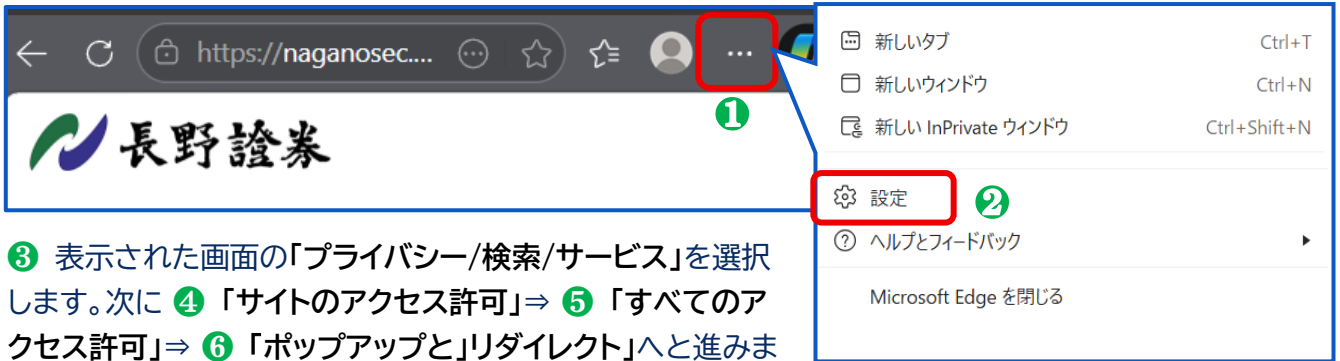 https://naganosec....
❶
長野證券
新しいタブ Ctrl+T
新しいウィンドウ Ctrl+N
新しい InPrivate ウィンドウ Ctrl+Shift+N
設定 ❷
ヘルプとフィードバック
Microsoft Edge を閉じる
❸ 表示された画面の「プライバシー/検索/サービス」を選択
します。次に ❹ 「サイトのアクセス許可」⇒ ❺ 「すべてのア
クセス許可」⇒ ❻ 「ポップアップと」リダイレクト」へと進みま